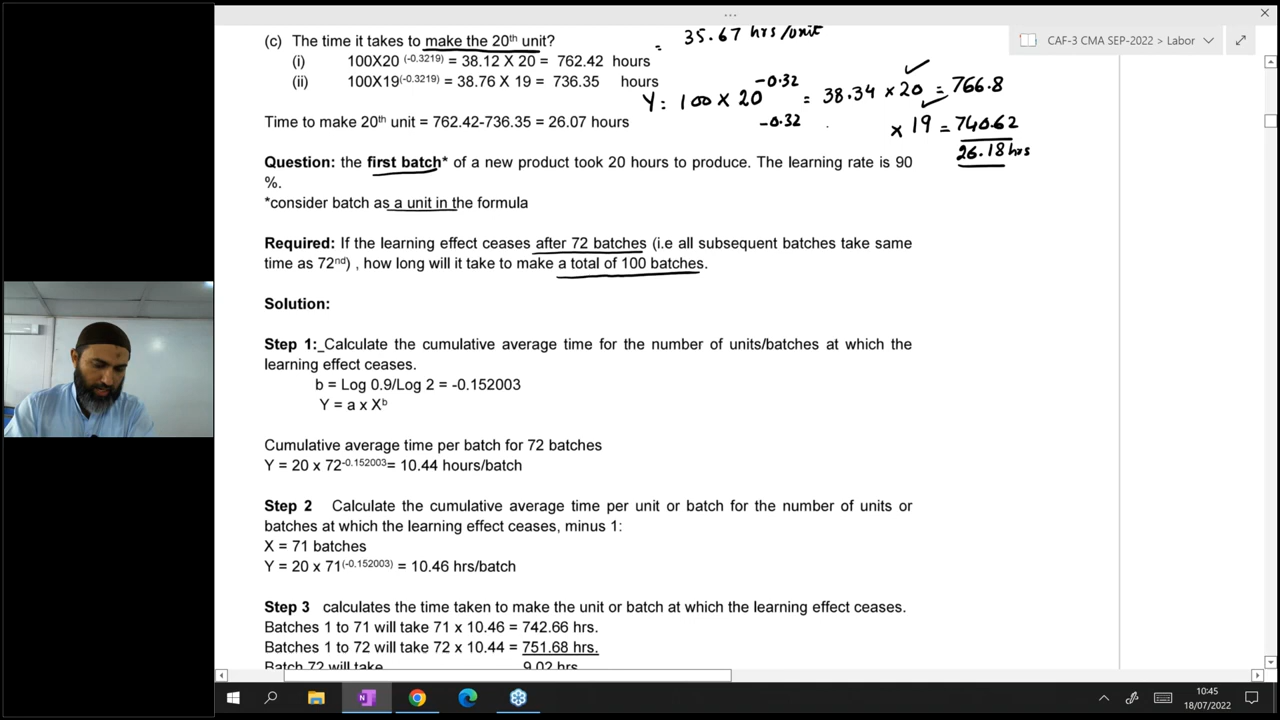 ...
CAF-3 CMA SEP-2022 > Labor
= 35.67 hrs/unit
(c) The time it takes to make the 20th unit?
(i) 100X20 (-0.3219) = 38.12 X 20 = 762.42 hours
(ii) 100X19(-0.3219) = 38.76 X 19 = 736.35 hours
Y = 100 x 20 -0.32 = 38.34 x 20 = 766.8
-0.32 x 19 = 740.62
26.18 hrs
Time to make 20th unit = 762.42-736.35 = 26.07 hours
Question: the first batch* of a new product took 20 hours to produce. The learning rate is 90
%.
*consider batch as a unit in the formula
Required: If the learning effect ceases after 72 batches (i.e all subsequent batches take same
time as 72nd) , how long will it take to make a total of 100 batches.
Solution:
Step 1:_Calculate the cumulative average time for the number of units/batches at which the
learning effect ceases.
b = Log 0.9/Log 2 = -0.152003
Y = a x Xb
Cumulative average time per batch for 72 batches
Y = 20 x 72-0.152003= 10.44 hours/batch
Step 2 Calculate the cumulative average time per unit or batch for the number of units or
batches at which the learning effect ceases, minus 1:
X = 71 batches
Y = 20 x 71(-0.152003) = 10.46 hrs/batch
Step 3 calculates the time taken to make the unit or batch at which the learning effect ceases.
Batches 1 to 71 will take 71 x 10.46 = 742.66 hrs.
Batches 1 to 72 will take 72 x 10.44 = 751.68 hrs.
Batch 72 will take 9.02 hrs
10:45
18/07/2022